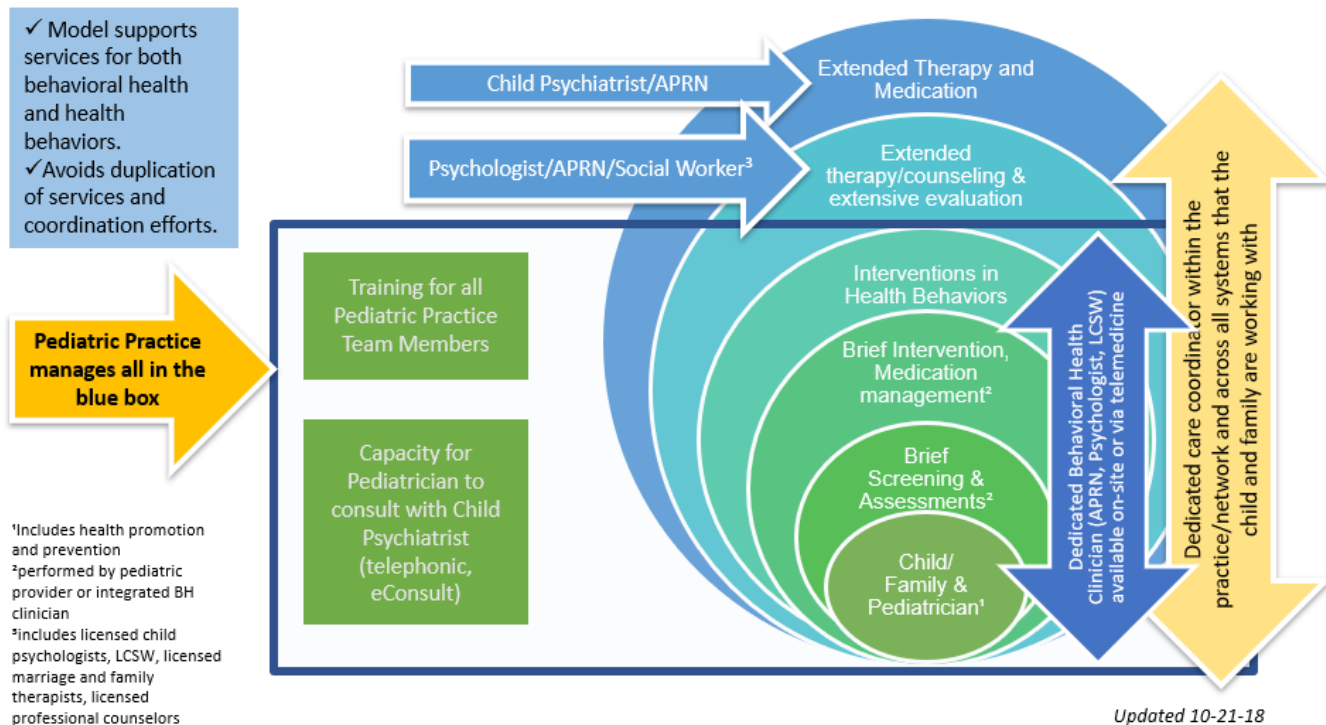 ✓ Model supports
services for both
behavioral health
and health
behaviors.
✓Avoids duplication
of services and
coordination efforts.
Child Psychiatrist/APRN
Psychologist/APRN/Social Worker³
Extended Therapy and
Medication
Extended
therapy/counseling &
extensive evaluation
Pediatric Practice
manages all in the
blue box
Training for all
Pediatric Practice
Team Members
Capacity for
Pediatrician to
consult with Child
Psychiatrist
(telephonic,
eConsult)
Interventions in
Health Behaviors
Brief Intervention,
Medication
management²
Brief
Screening &
Assessments²
Child/
Family &
Pediatrician¹
Dedicated Behavioral Health
Clinician (APRN, Psychologist, LCSW)
available on-site or via telemedicine
Dedicated care coordinator within the
practice/network and across all systems that the
child and family are working with
¹Includes health promotion
and prevention
²performed by pediatric
provider or integrated BH
clinician
³includes licensed child
psychologists, LCSW, licensed
marriage and family
therapists, licensed
professional counselors
Updated 10-21-18